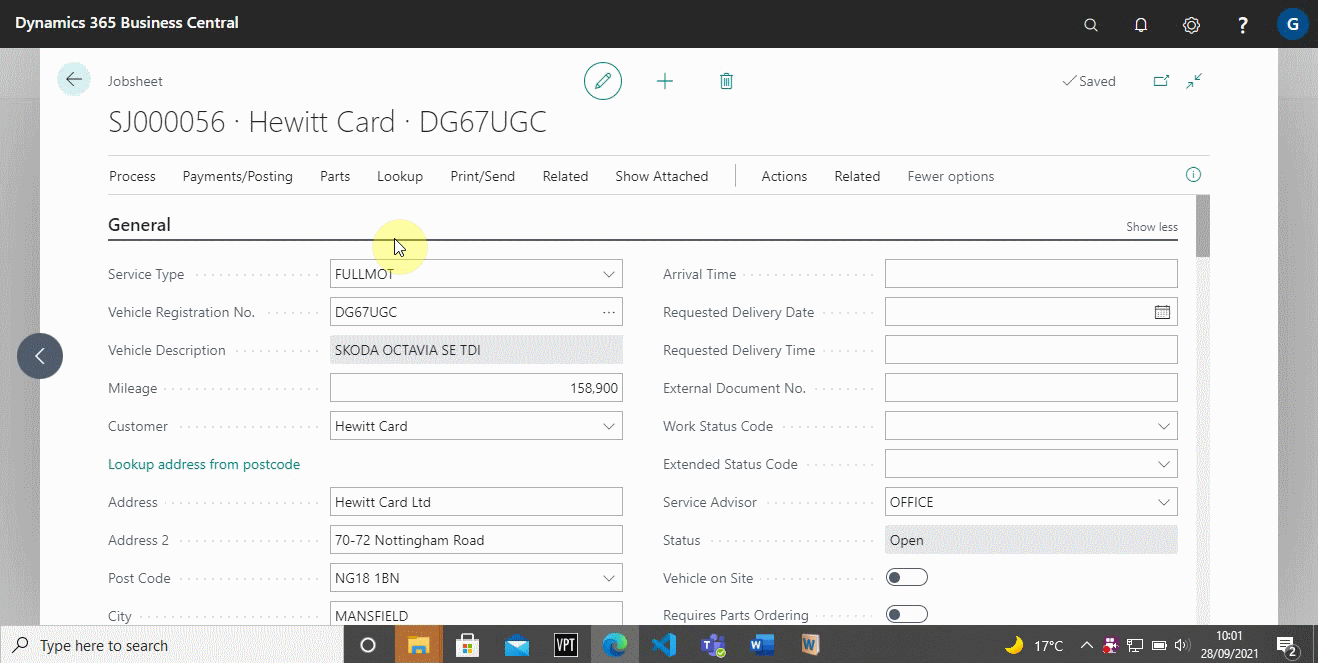 Dynamics 365 Business Central
?
G
Jobsheet
Saved
SJ000056 · Hewitt Card · DG67UGC
Process Payments/Posting Parts Lookup Print/Send Related Show Attached Actions Related Fewer options
General
Show less
Service Type FULLMOT
Vehicle Registration No. DG67UGC
Vehicle Description SKODA OCTAVIA SE TDI
Mileage 158,900
Customer Hewitt Card
Lookup address from postcode
Address Hewitt Card Ltd
Address 2 70-72 Nottingham Road
Post Code NG18 1BN
City MANSFIELD
Arrival Time
Requested Delivery Date
Requested Delivery Time
External Document No.
Work Status Code
Extended Status Code
Service Advisor OFFICE
Status Open
Vehicle on Site
Requires Parts Ordering
Type here to search
VPT
17°C
10:01
28/09/2021
2